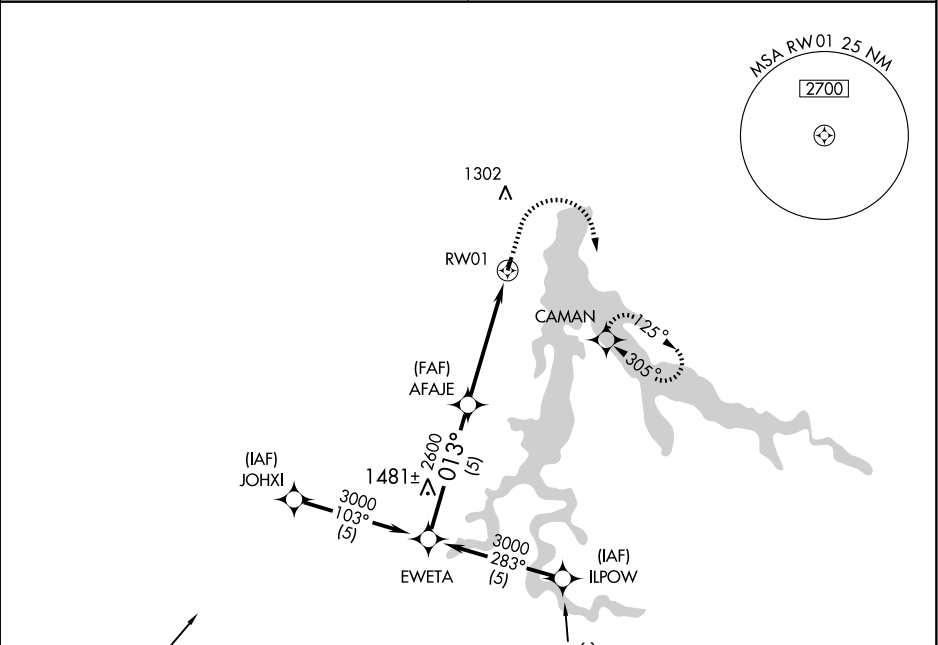 MSA RW01 25 NM
2700
1302
RW01
CAMAN
125°
305°
(FAF)
AFAJE
2600
013°
(5)
1481±
(IAF)
JOHXI
3000
103°
(5)
EWETA
3000
283°
(5)
(IAF)
ILPOW